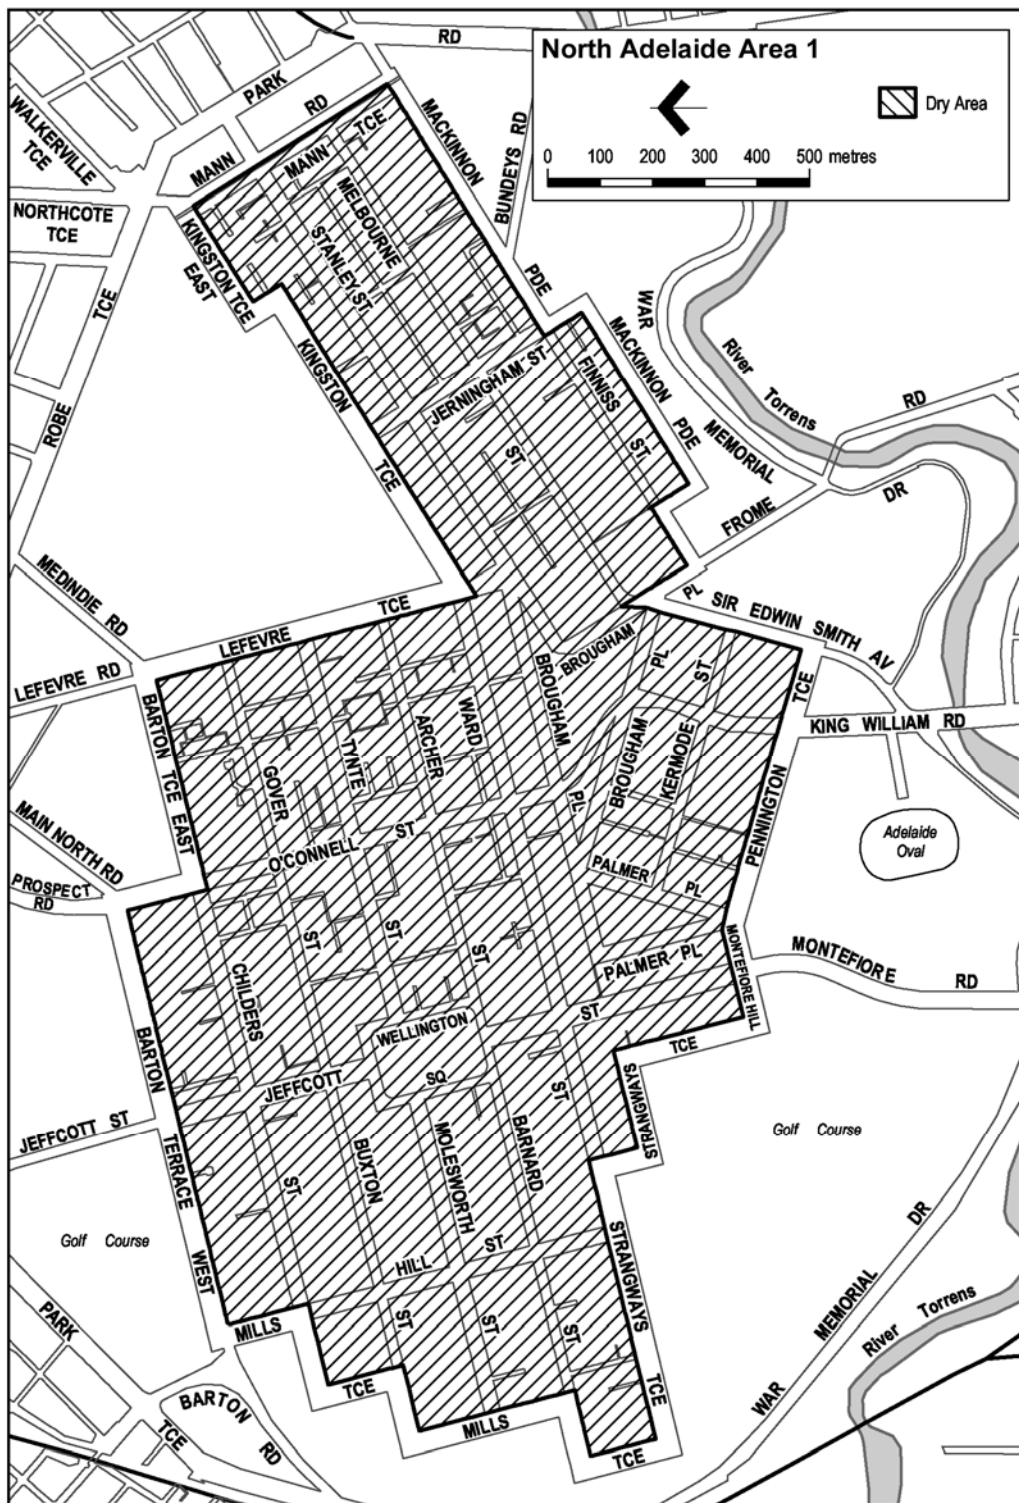 North Adelaide Area 1
Dry Area
0 100 200 300 400 500 metres
RD
PARK
RD
MANN
WALKERVILLE
TCE
NORTHCOTE
TCE
MANN TCE
MACKINNON
PDE
BUNDEYS RD
MELBOURNE
ST
STANLEY ST
KINGSTON TCE
EAST
KINGSTON
TCE
ROBE
TCE
JERNINGHAM ST
FINNISS
ST
MACKINNON
PDE
WAR
MEMORIAL
DR
River
Torrens
RD
FROME
MEDINDIE RD
LEFEVRE
TCE
LEFEVRE RD
PL
SIR EDWIN SMITH AV
BROUGHAM
PL
ST
BROUGHAM
PL
BROUGHAM
KERMODE
TCE
PENNINGTON
KING WILLIAM RD
Adelaide
Oval
BARTON TCE EAST
GOVER
TYNTE
ARCHER
WARD
O'CONNELL
ST
MAIN NORTH RD
PROSPECT
RD
PALMER
PL
PALMER PL
MONTEFIORE HILL
MONTEFIORE
RD
ST
ST
ST
ST
CHILDERS
WELLINGTON
SQ
BARTON
TERRACE
WEST
JEFFCOTT
JEFFCOTT ST
TCE
STRANGWAYS
ST
BUXTON
MOLESWORTH
BARNARD
ST
Golf Course
Golf Course
HILL
ST
STRANGWAYS
TCE
DR
MEMORIAL
WAR
River Torrens
MILLS
TCE
ST
ST
ST
MILLS
TCE
PARK
TCE
BARTON
RD